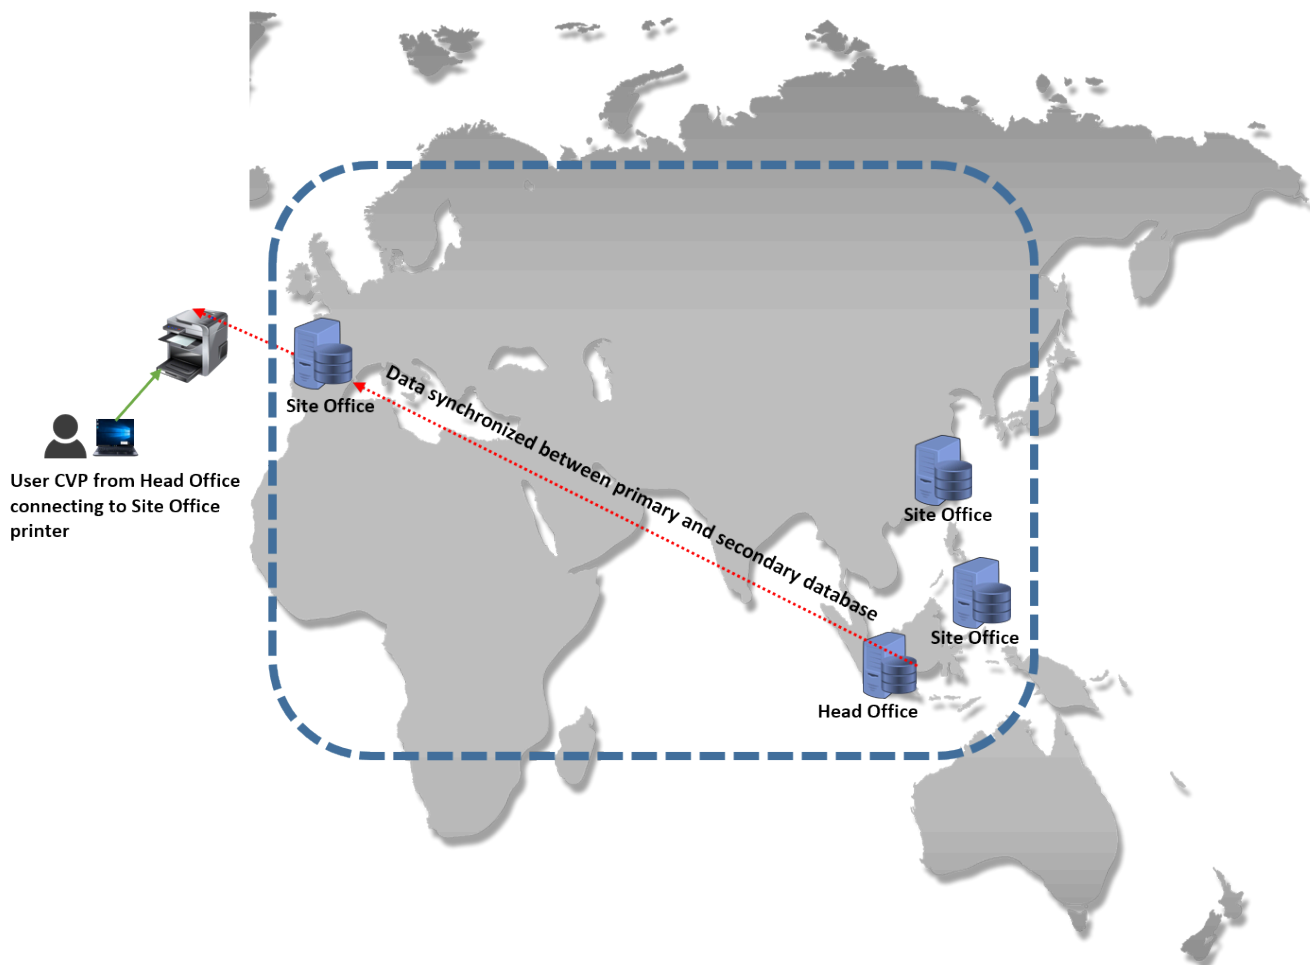 Data synchronized between primary and secondary database
Site Office
User CVP from Head Office
connecting to Site Office
printer
Site Office
Site Office
Head Office